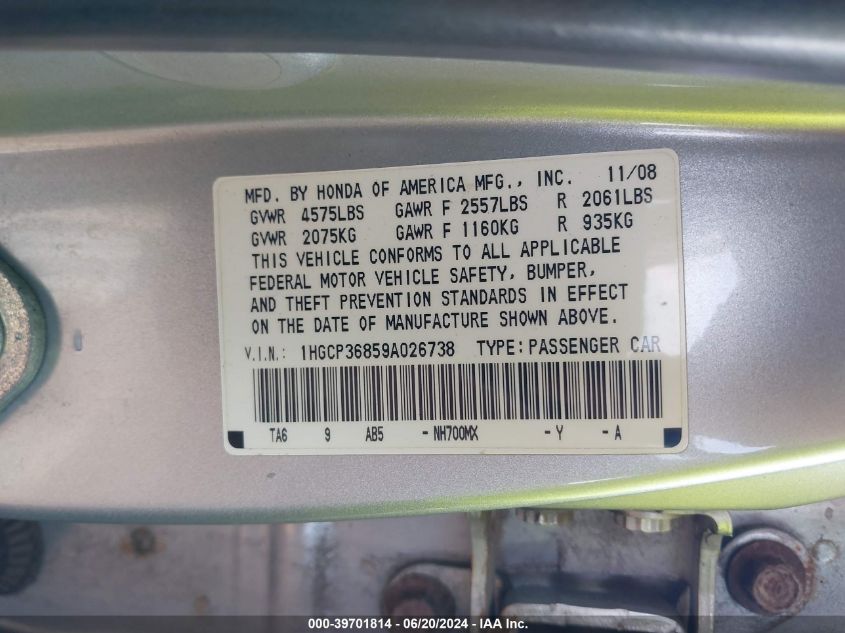 MFD. BY HONDA OF AMERICA MFG., INC. 11/08
GVWR 4575LBS GAWR F 2557LBS R 2061LBS
GVWR 2075KG GAWR F 1160KG R 935KG
THIS VEHICLE CONFORMS TO ALL APPLICABLE
FEDERAL MOTOR VEHICLE SAFETY, BUMPER,
AND THEFT PREVENTION STANDARDS IN EFFECT
ON THE DATE OF MANUFACTURE SHOWN ABOVE.
V.I.N.: 1HGCP36859A026738 TYPE:PASSENGER CAR
TA6 9 AB5 -NH700MX -Y -A
000-39701814 - 06/20/2024 - IAA Inc.